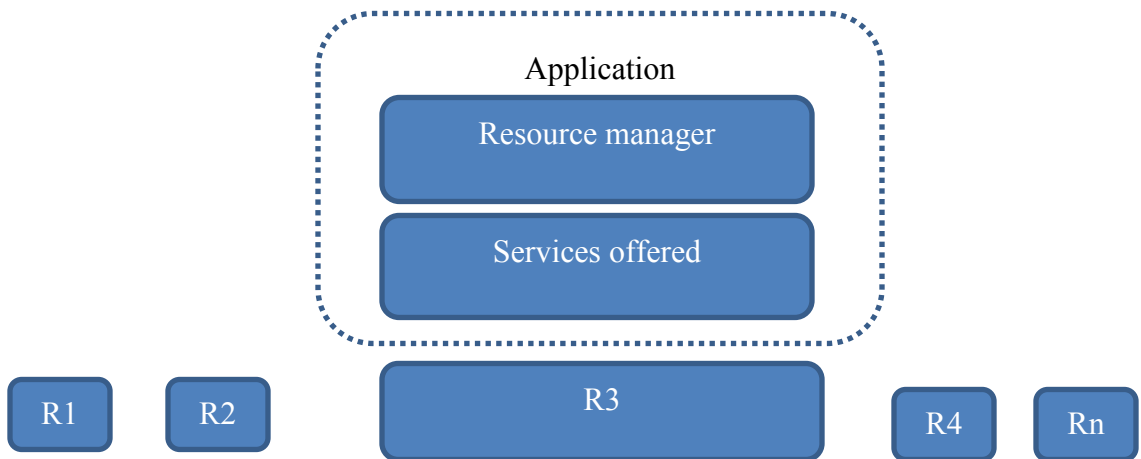 Application
Resource manager
Services offered
R1
R2
R3
R4
Rn